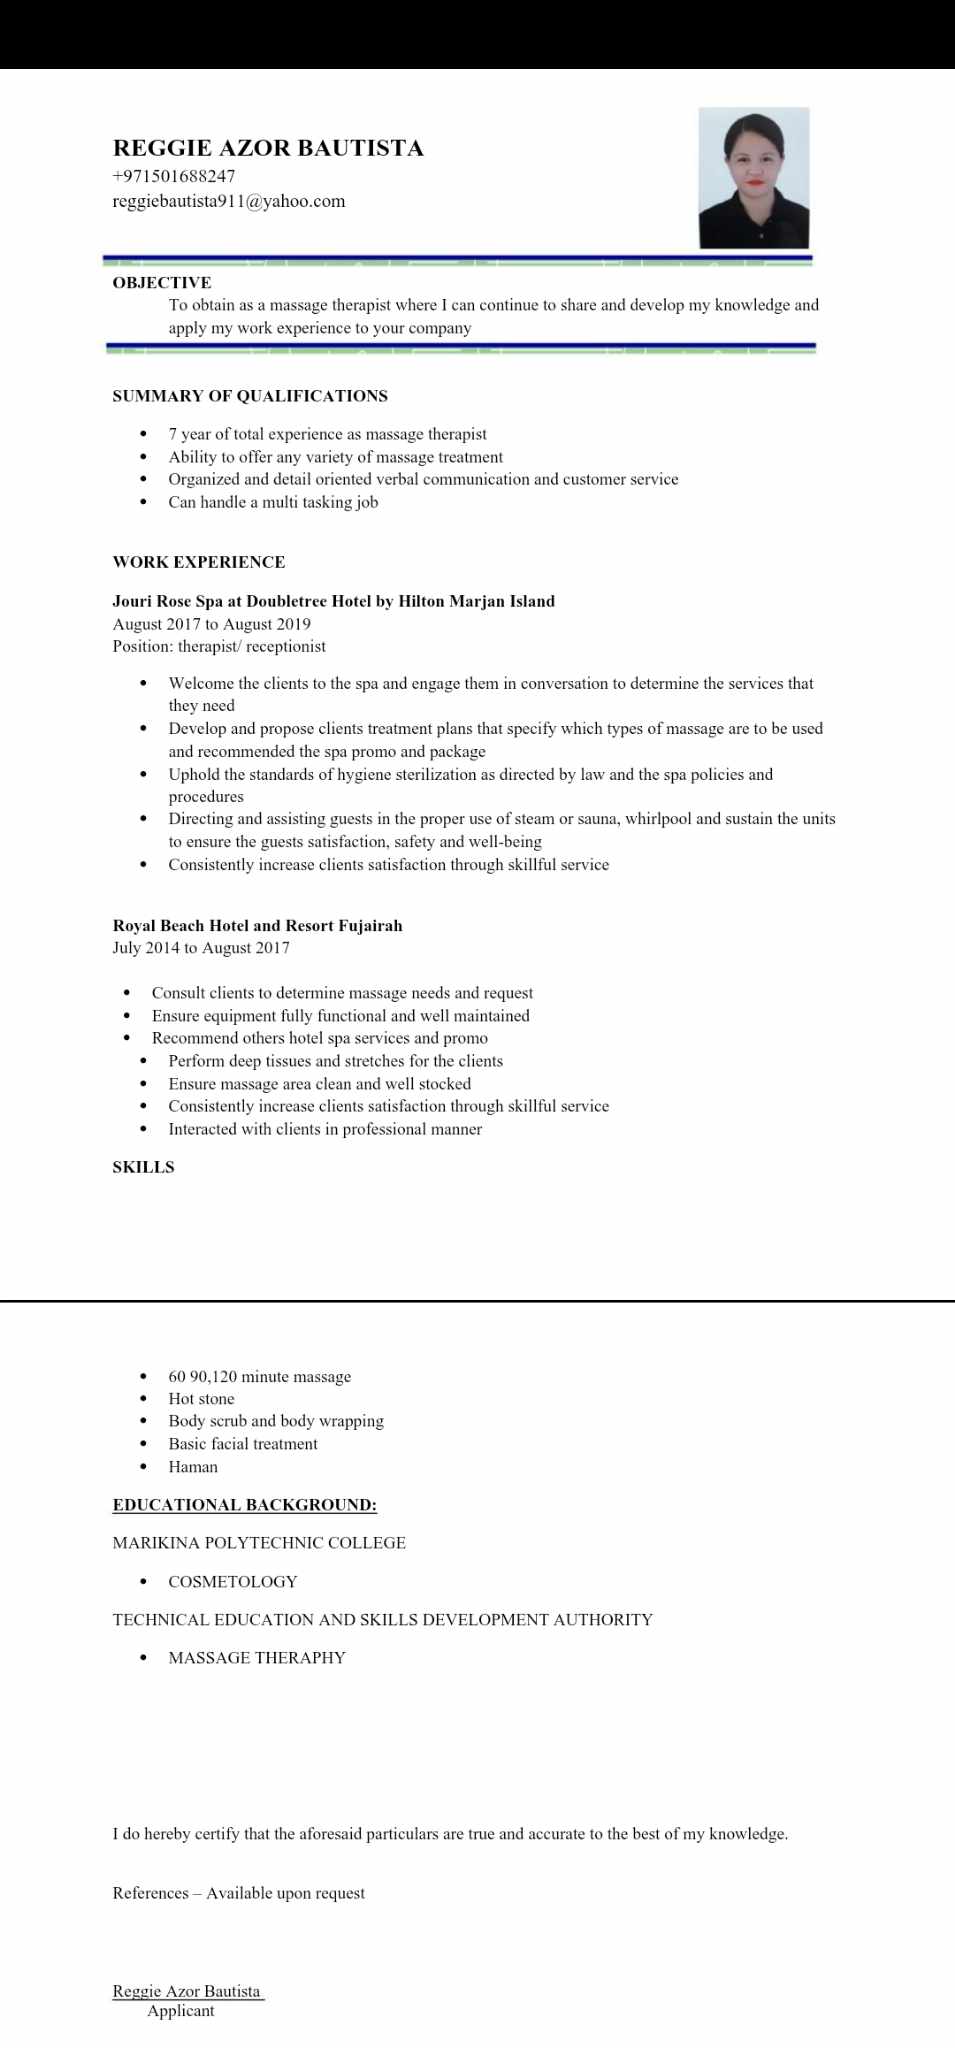 REGGIE AZOR BAUTISTA
+971501688247
reggiebautista911@yahoo.com
OBJECTIVE
To obtain as a massage therapist where I can continue to share and develop my knowledge and
apply my work experience to your company
SUMMARY OF QUALIFICATIONS
• 7 year of total experience as massage therapist
• Ability to offer any variety of massage treatment
• Organized and detail oriented verbal communication and customer service
• Can handle a multi tasking job
WORK EXPERIENCE
Jouri Rose Spa at Doubletree Hotel by Hilton Marjan Island
August 2017 to August 2019
Position: therapist/ receptionist
• Welcome the clients to the spa and engage them in conversation to determine the services that
they need
• Develop and propose clients treatment plans that specify which types of massage are to be used
and recommended the spa promo and package
• Uphold the standards of hygiene sterilization as directed by law and the spa policies and
procedures
• Directing and assisting guests in the proper use of steam or sauna, whirlpool and sustain the units
to ensure the guests satisfaction, safety and well-being
• Consistently increase clients satisfaction through skillful service
Royal Beach Hotel and Resort Fujairah
July 2014 to August 2017
• Consult clients to determine massage needs and request
• Ensure equipment fully functional and well maintained
• Recommend others hotel spa services and promo
• Perform deep tissues and stretches for the clients
• Ensure massage area clean and well stocked
• Consistently increase clients satisfaction through skillful service
• Interacted with clients in professional manner
SKILLS
• 60 90,120 minute massage
• Hot stone
• Body scrub and body wrapping
• Basic facial treatment
• Haman
EDUCATIONAL BACKGROUND:
MARIKINA POLYTECHNIC COLLEGE
• COSMETOLOGY
TECHNICAL EDUCATION AND SKILLS DEVELOPMENT AUTHORITY
• MASSAGE THERAPHY
I do hereby certify that the aforesaid particulars are true and accurate to the best of my knowledge.
References – Available upon request
Reggie Azor Bautista
Applicant